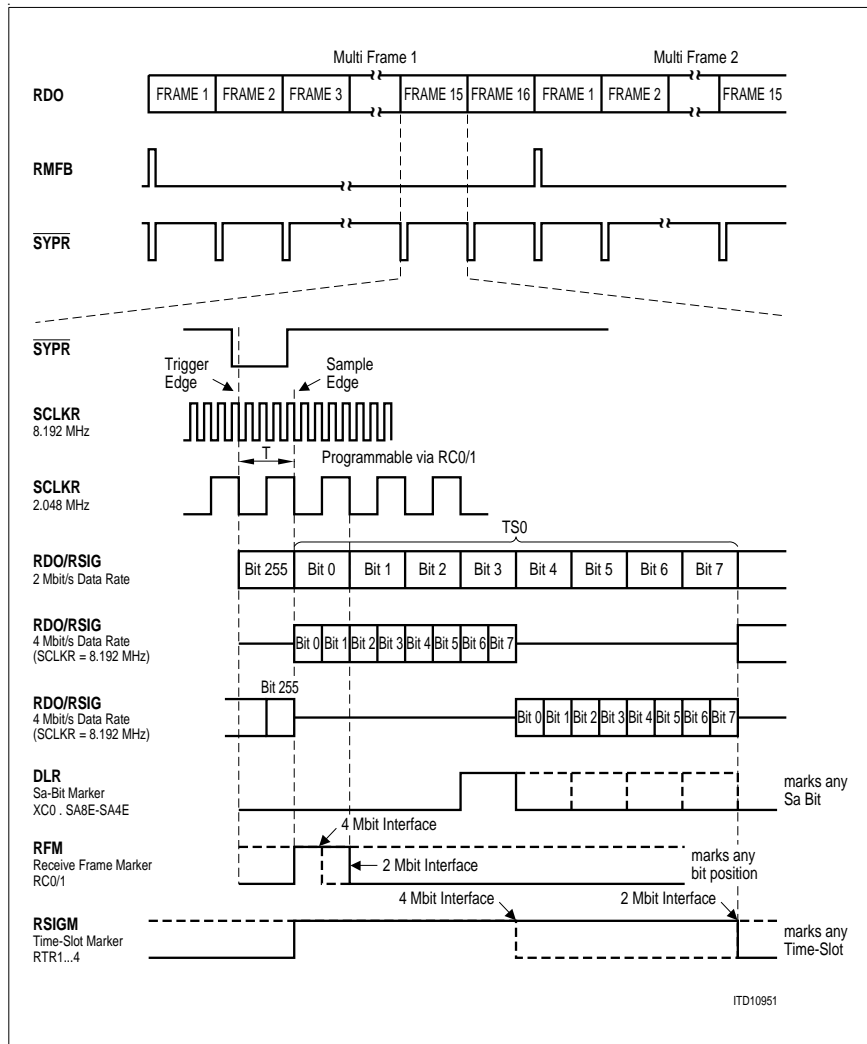 Multi Frame 1 Multi Frame 2
RDO FRAME 1 FRAME 2 FRAME 3 FRAME 15 FRAME 16 FRAME 1 FRAME 2 FRAME 15
RMFB
SYPR
SYPR
Trigger Edge
Sample Edge
SCLKR
8.192 MHz
T Programmable via RC0/1
SCLKR
2.048 MHz
TS0
RDO/RSIG
2 Mbit/s Data Rate
Bit 255 Bit 0 Bit 1 Bit 2 Bit 3 Bit 4 Bit 5 Bit 6 Bit 7
RDO/RSIG
4 Mbit/s Data Rate
(SCLKR = 8.192 MHz)
Bit 0 Bit 1 Bit 2 Bit 3 Bit 4 Bit 5 Bit 6 Bit 7
Bit 255
RDO/RSIG
4 Mbit/s Data Rate
(SCLKR = 8.192 MHz)
Bit 0 Bit 1 Bit 2 Bit 3 Bit 4 Bit 5 Bit 6 Bit 7
DLR
Sa-Bit Marker
XC0 . SA8E-SA4E
marks any
Sa Bit
4 Mbit Interface
RFM
Receive Frame Marker
RC0/1
2 Mbit Interface
marks any
bit position
4 Mbit Interface 2 Mbit Interface
RSIGM
Time-Slot Marker
RTR1...4
marks any
Time-Slot
ITD10951